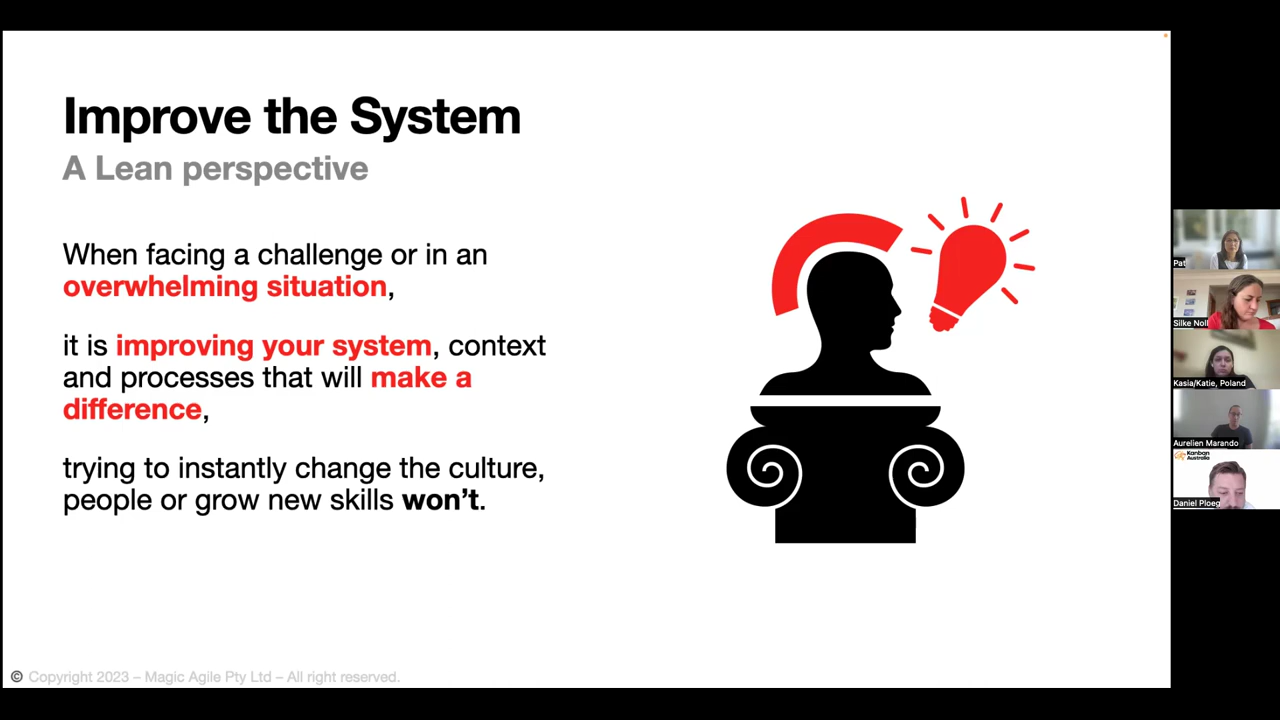 Improve the System
A Lean perspective
When facing a challenge or in an
overwhelming situation,
it is improving your system, context
and processes that will make a
difference,
trying to instantly change the culture,
people or grow new skills won’t.
© Copyright 2023 – Magic Agile Pty Ltd – All right reserved.
Pat
Silke Noll
Kasia/Katie, Poland
Aurelien Marando
Kanban
Australia
Daniel Ploeg